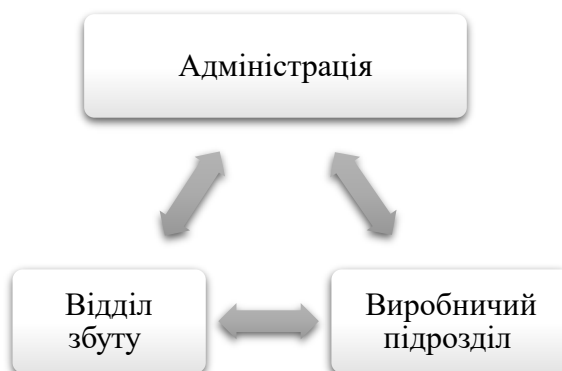 Адміністрація
Відділ
збуту
Виробничий
підрозділ